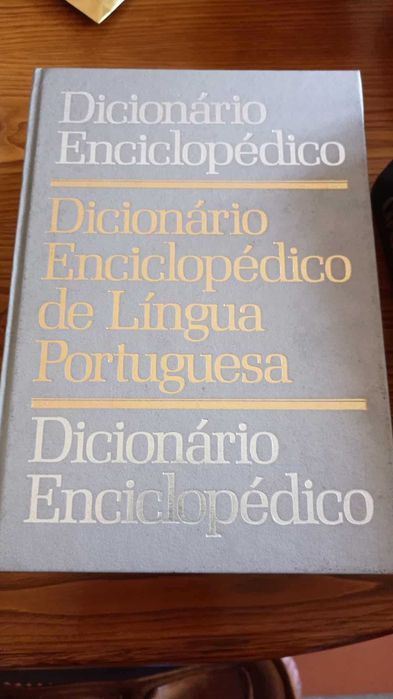 Dicionário
Enciclopédico
Dicionário
Enciclopédico
de Língua
Portuguesa
Dicionário
Enciclopédico